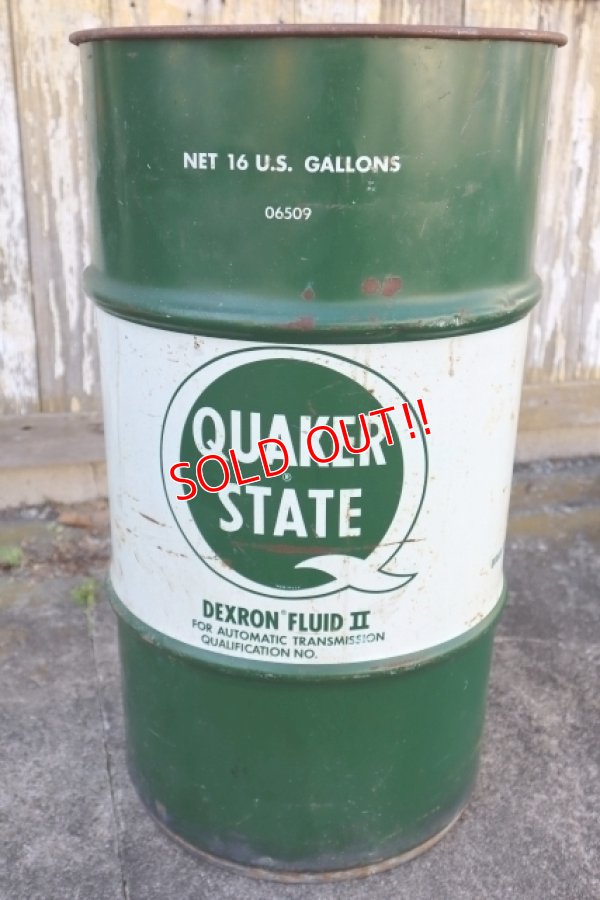 NET 16 U.S. GALLONS
06509
QUAKER
SOLD OUT!!
®
STATE
DEXRON® FLUID II
FOR AUTOMATIC TRANSMISSION
QUALIFICATION NO.